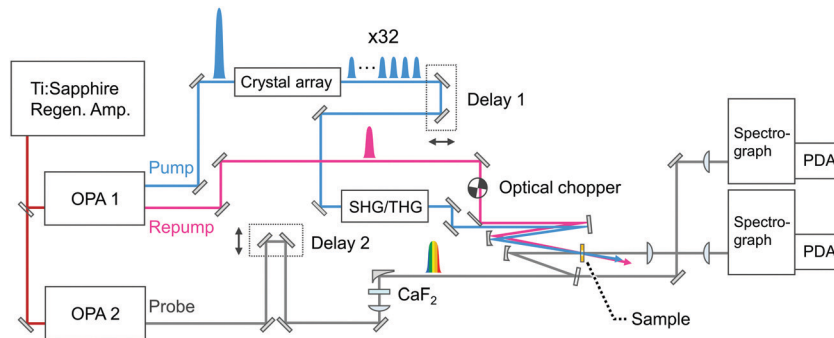 x32
Ti:Sapphire
Regen. Amp.
Crystal array
Delay 1
Spectro-
graph
PDA
Pump
OPA 1
Repump
Optical chopper
SHG/THG
Spectro-
graph
PDA
Delay 2
CaF₂
OPA 2
Probe
Sample